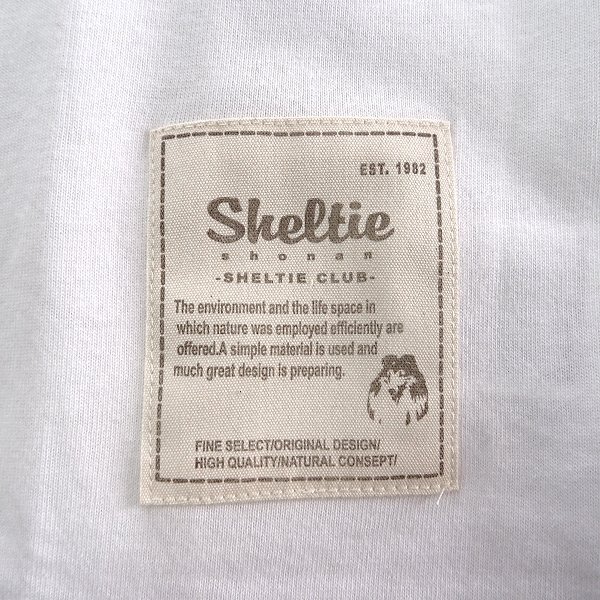 EST. 1982
Sheltie
shonan
-SHELTIE CLUB-
The environment and the life space in
which nature was employed efficiently are
offered.A simple material is used and
much great design is preparing.
FINE SELECT/ORIGINAL DESIGN/
HIGH QUALITY/NATURAL CONSEPT/